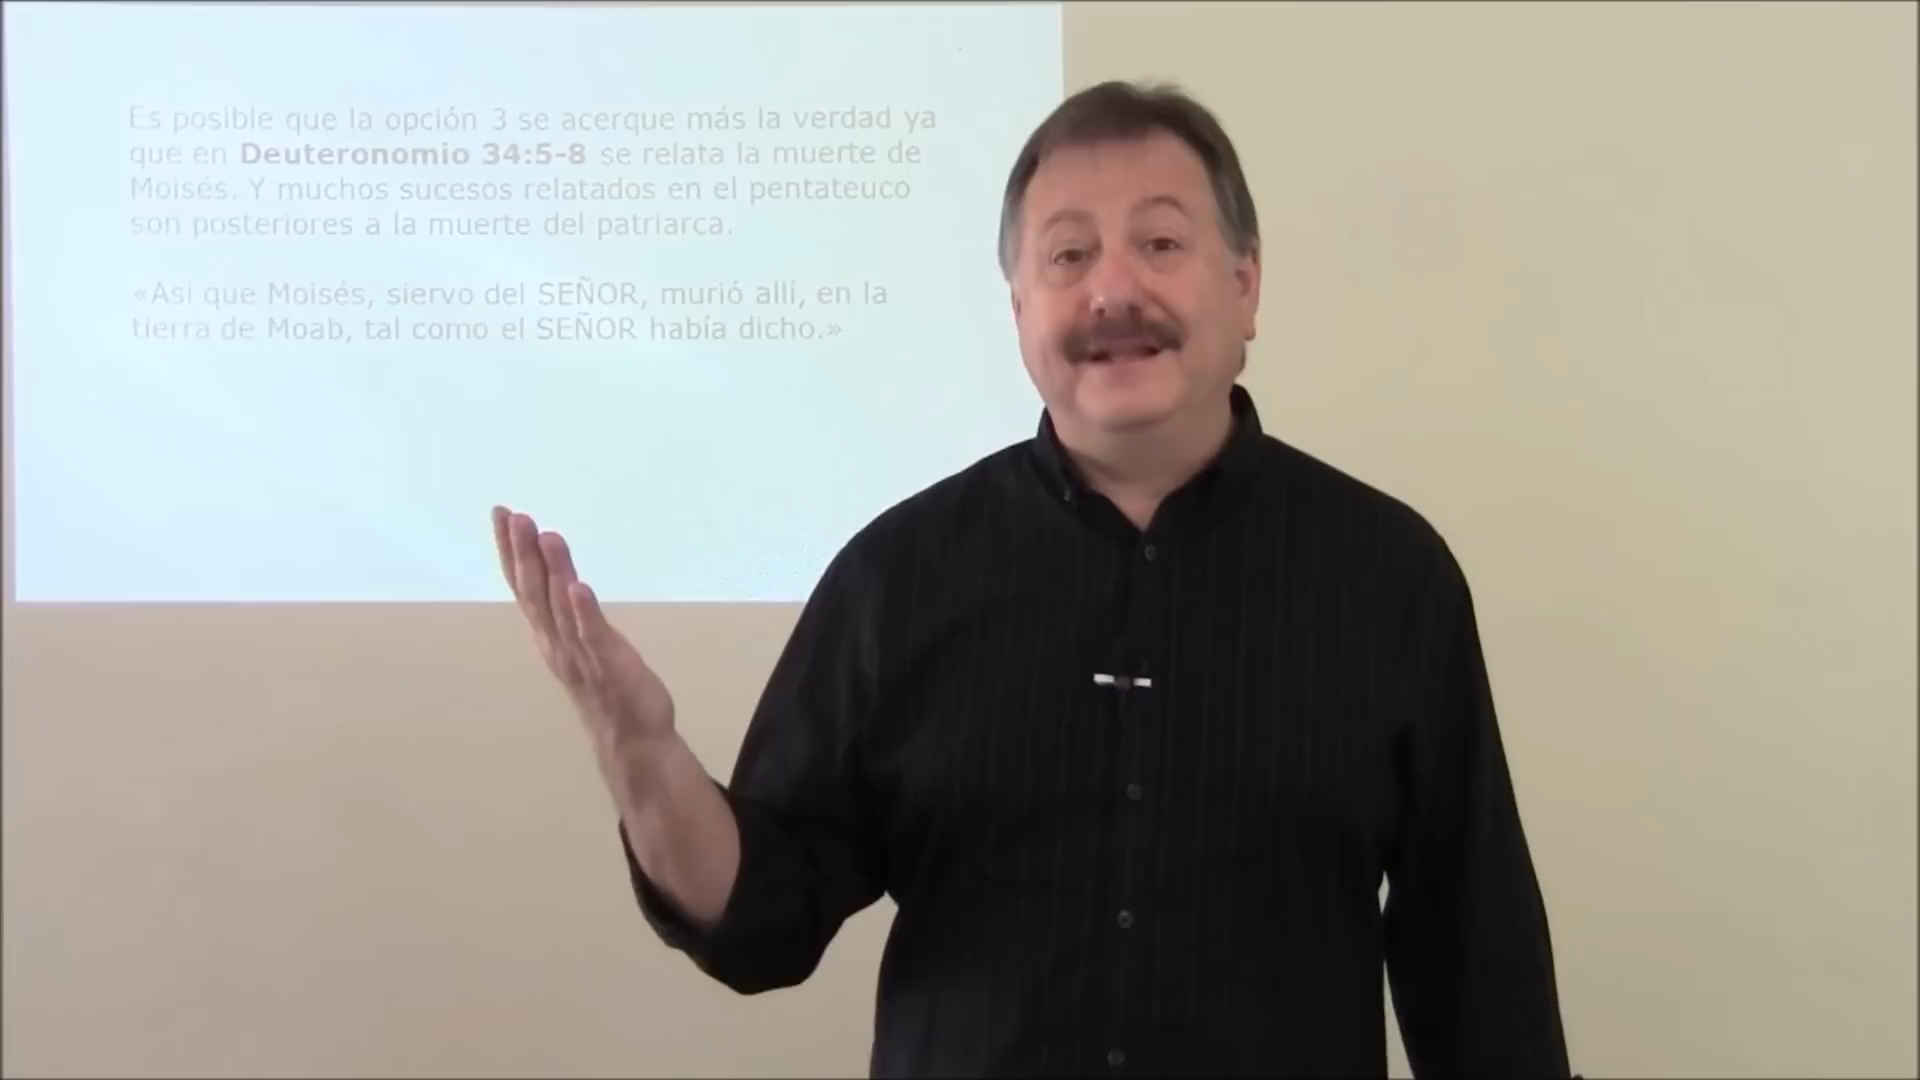 Es posible que la opción 3 se acerque más la verdad ya
que en Deuteronomio 34:5-8 se relata la muerte de
Moisés. Y muchos sucesos relatados en el pentateuco
son posteriores a la muerte del patriarca.
«Asi que Moisés, siervo del SEÑOR, murió allí, en la
tierra de Moab, tal como el SEÑOR había dicho.»